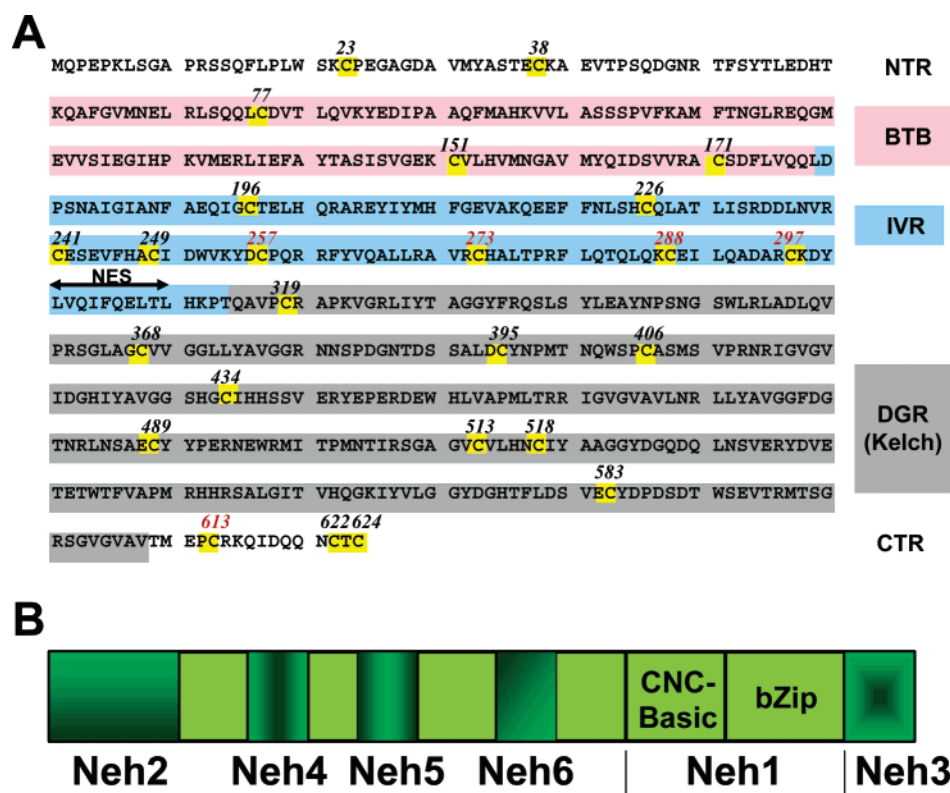 A
23 38
MQPEPKLSGA PRSSQFLPLW SKCPEGAGDA VMYASTECKA EVTPSQDGNR TFSYTLEDHT NTR
77
KQAFGVMNEL RLSQQLCDVT LQVKYEDIPA AQFMAHKVVL ASSSPVFKAM FTNGLREQGM
BTB
151 171
EVVSIEGIHP KVMERLIEFA YTASISVGEK CVLHVMNGAV MYQIDSVVRA CSDFLVQQLD
196 226
PSNAIGIANF AEQIGCTELH QRAREYIYMH FGEVAKQEEF FNLSHCQLAT LISRDDLNVR
IVR
241 249 257 273 288 297
CESEVFHACI DWVKYDCPQR RFYVQALLRA VRCHALTPRF LQTQLQKCEI LQADARCKDY
NES 319
LVQIFQELTL HKPTQAVPCR APKVGRLIYT AGGYFRQSLS YLEAYNPSNG SWLRLADLQV
368 395 406
PRSGLAGCVV GGLLYAVGGR NNSPDGNTDS SALDCYNPMT NQWSPCASMS VPRNRIGVGV
434
IDGHIYAVGG SHGCIHHSSV ERYEPERDEW HLVAPMLTRR IGVGVAVLNR LLYAVGGFDG
DGR
(Kelch)
489 513 518
TNRLNSAECY YPERNEWRMI TPMNTIRSGA GVCVLHNCIY AAGGYDGQDQ LNSVERYDVE
583
TETWTFVAPM RHHRSALGIT VHQGKIYVLG GYDGHTFLDS VECYDPDSDT WSEVTRMTSG
613 622 624
RSGVGVAVTM EPCRKQIDQQ NCTC CTR
B
CNC-
Basic
bZip
Neh2 Neh4 Neh5 Neh6 Neh1 Neh3